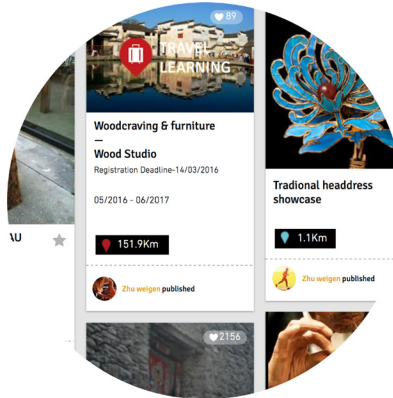 89
TRAVEL
LEARNING
Woodcraving & furniture
—
Wood Studio
Registration Deadline-14/03/2016
05/2016 - 06/2017
151.9Km
Zhu weigen published
2156
Tradional headdress
showcase
1.1Km
Zhu weigen published